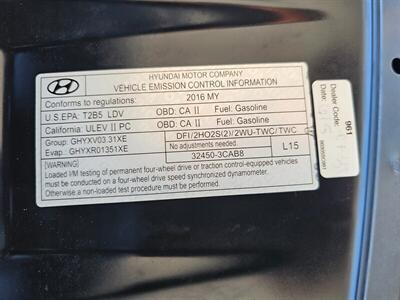 HYUNDAI MOTOR COMPANY
VEHICLE EMISSION CONTROL INFORMATION
Conforms to regulations: 2016 MY
U.S.EPA: T2B5 LDV OBD: CA II Fuel: Gasoline
California: ULEV II PC OBD: CA II Fuel: Gasoline
Group: GHYXV03.31XE DFI/2HO2S(2)/2WU-TWC/TWC
Evap.: GHYXR01351XE No adjustments needed. L15
32450-3CAB8
[WARNING]
Loaded I/M testing of permanent four-wheel drive or traction control-equipped vehicles
must be conducted on a four-wheel drive speed synchronized dynamometer.
Otherwise a non-loaded test procedure must be performed.
961
Dealer Code:
Date: